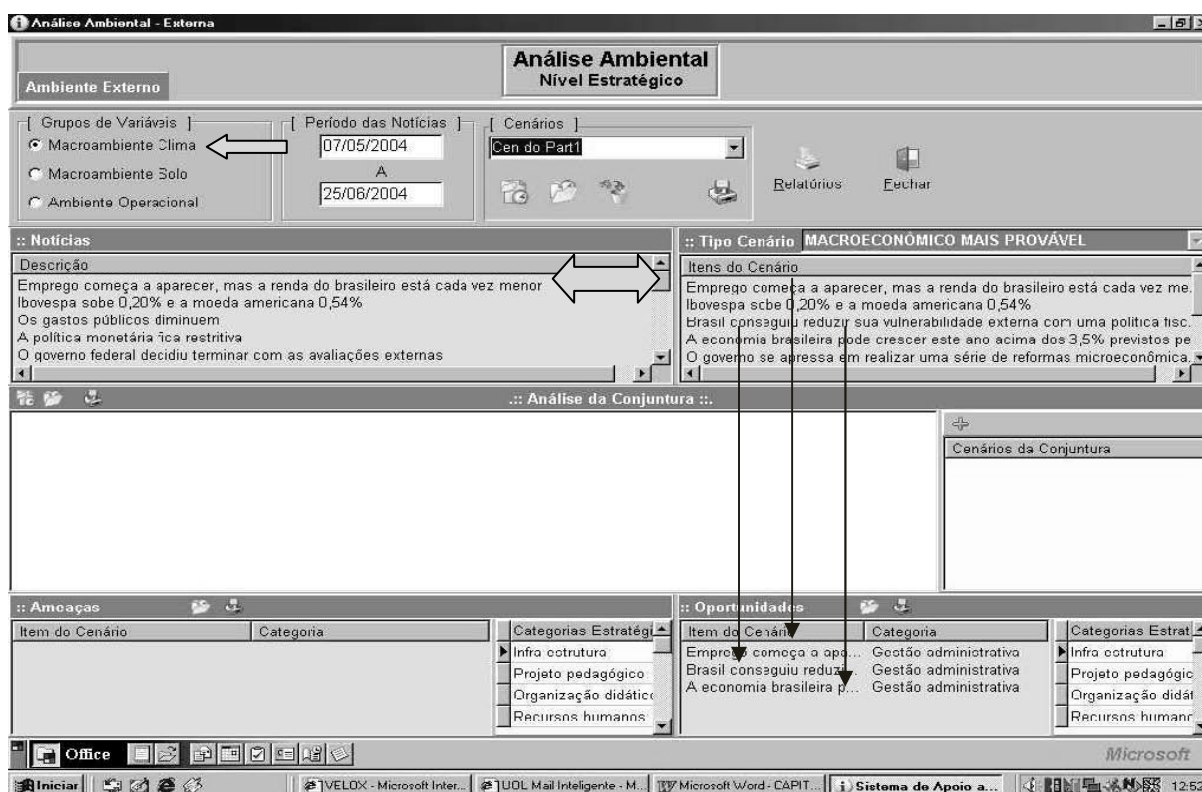 Análise Ambiental - Externa
Análise Ambiental
Nível Estratégico
Ambiente Externo
[ Grupos de Variáveis ]
Macroambiente Clima
Macroambiente Solo
Ambiente Operacional
[ Período das Notícias ]
07/05/2004
A
25/06/2004
[ Cenários ]
Cen do Part1
Relatórios
Fechar
:: Notícias
Descrição
Emprego começa a aparecer, mas a renda do brasileiro está cada vez menor
Ibovespa sobe 0,20% e a moeda americana 0,54%
Os gastos públicos diminuem
A política monetária fica restritiva
O governo federal decidiu terminar com as avaliações externas
:: Tipo Cenário MACROECONÔMICO MAIS PROVÁVEL
Itens do Cenário
Emprego começa a aparecer, mas a renda do brasileiro está cada vez me.
Ibovespa sobe 0,20% e a moeda americana 0,54%
Brasil conseguiu reduzir sua vulnerabilidade externa com uma política fisc.
A economia brasileira pode crescer este ano acima dos 3,5% previstos pe
O governo se apressa em realizar uma série de reformas microeconômica.
.:: Análise da Conjuntura ::.
Cenários da Conjuntura
:: Ameaças
Item do Cenário Categoria
Categorias Estratégi
Infra estrutura
Projeto pedagógico
Organização didátic
Recursos humanos
:: Oportunidades
Item do Cenário Categoria
Emprego começa a apa... Gestão administrativa
Brasil conseguiu reduzi... Gestão administrativa
A economia brasileira p... Gestão administrativa
Categorias Estrat
Infra estrutura
Projeto pedagógic
Organização didát
Recursos human
Office
Microsoft
Iniciar
VELOX - Microsoft Inter...
UOL Mail Inteligente - M...
Microsoft Word - CAPIT...
Sistema de Apoio a...
12:52